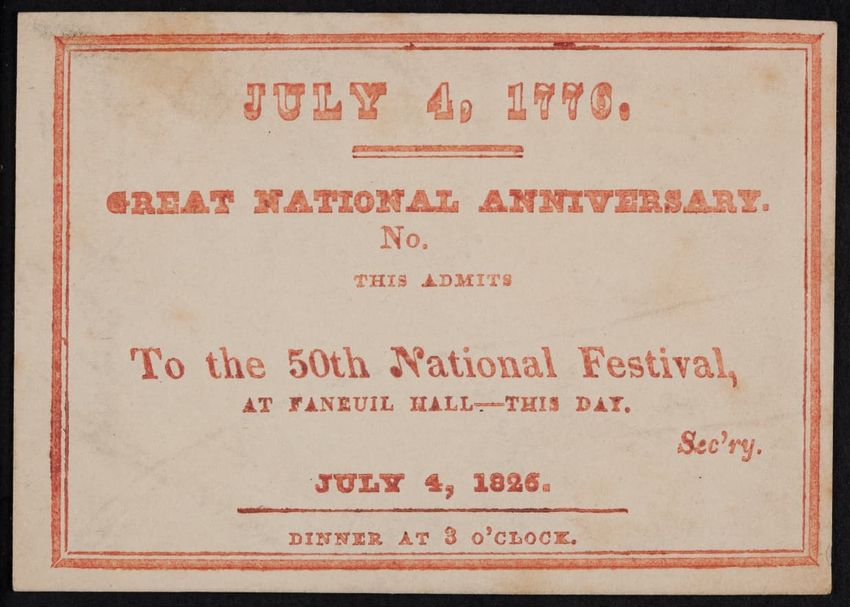 JULY 4, 1776.
GREAT NATIONAL ANNIVERSARY.
No.
THIS ADMITS
To the 50th National Festival,
AT FANEUIL HALL—THIS DAY.
Sec'ry.
JULY 4, 1826.
DINNER AT 3 O'CLOCK.